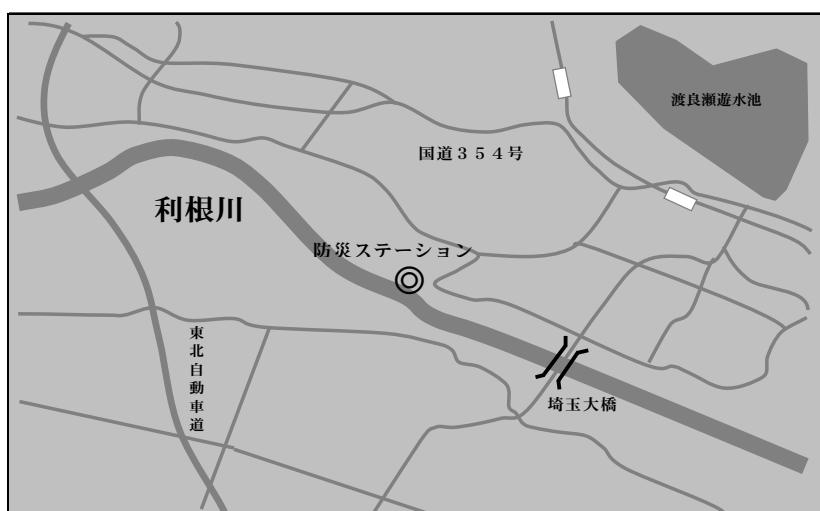 渡良瀬遊水池
国道３５４号
利根川
防災ステーション
東北自動車道
埼玉大橋